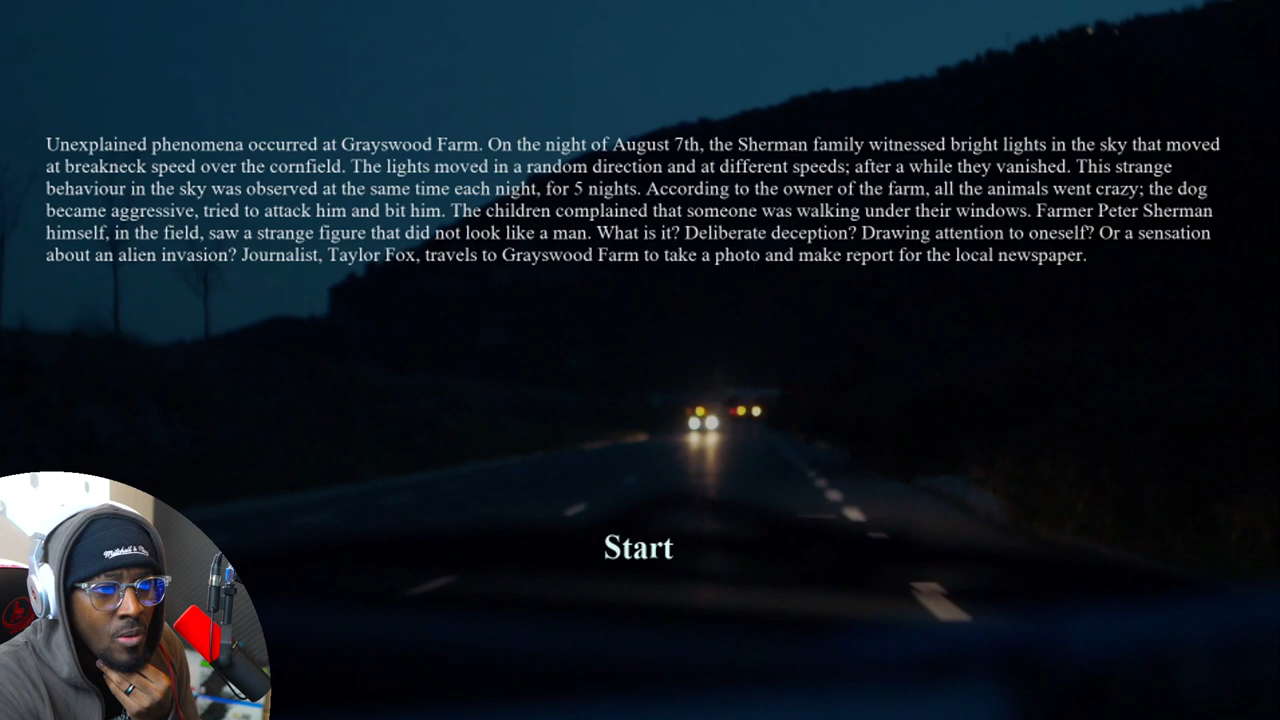 Unexplained phenomena occurred at Grayswood Farm. On the night of August 7th, the Sherman family witnessed bright lights in the sky that moved
at breakneck speed over the cornfield. The lights moved in a random direction and at different speeds; after a while they vanished. This strange
behaviour in the sky was observed at the same time each night, for 5 nights. According to the owner of the farm, all the animals went crazy; the dog
became aggressive, tried to attack him and bit him. The children complained that someone was walking under their windows. Farmer Peter Sherman
himself, in the field, saw a strange figure that did not look like a man. What is it? Deliberate deception? Drawing attention to oneself? Or a sensation
about an alien invasion? Journalist, Taylor Fox, travels to Grayswood Farm to take a photo and make report for the local newspaper.
Start